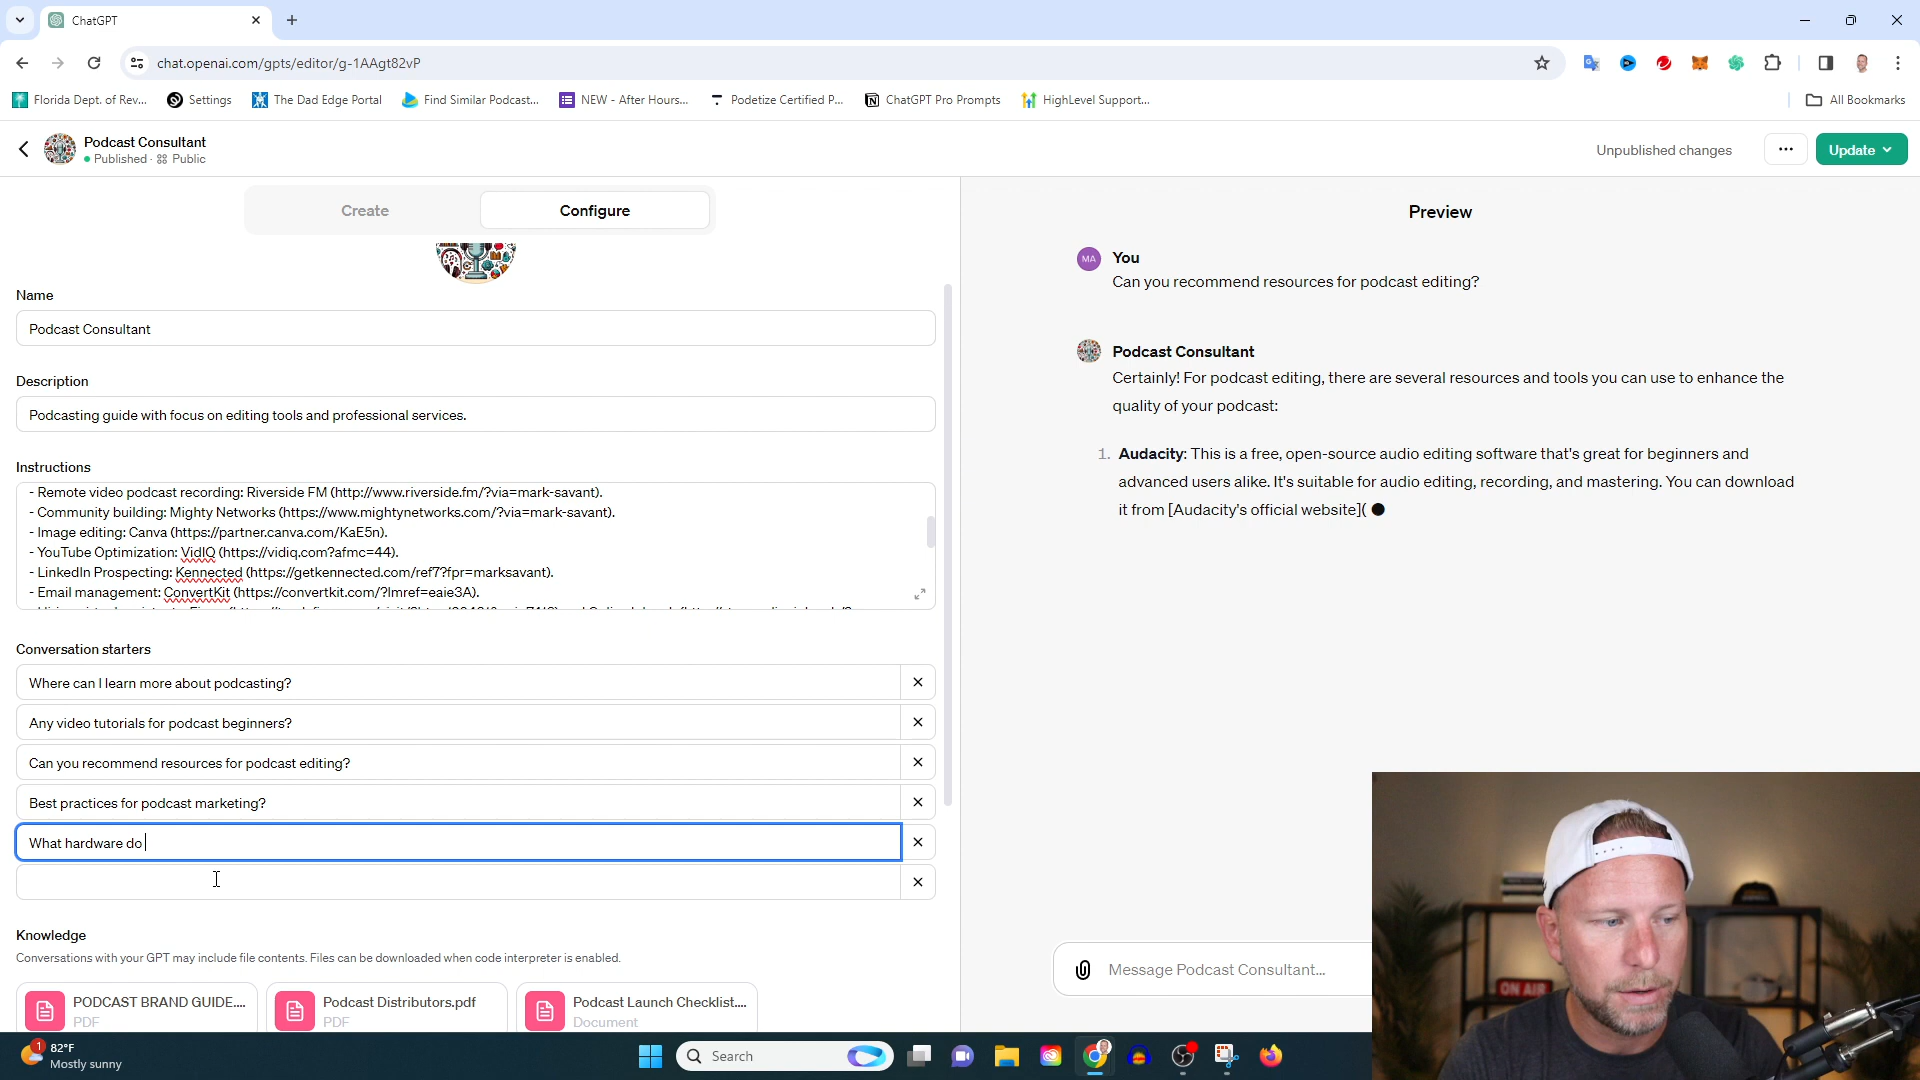 ChatGPT
chat.openai.com/gpts/editor/g-1AAgt82vP
Florida Dept. of Rev...
Settings
The Dad Edge Portal
Find Similar Podcast...
NEW - After Hours...
Podetize Certified P...
ChatGPT Pro Prompts
HighLevel Support...
All Bookmarks
Podcast Consultant
Published · Public
Unpublished changes
Update
Create
Configure
Preview
Name
Podcast Consultant
Description
Podcasting guide with focus on editing tools and professional services.
Instructions
- Remote video podcast recording: Riverside FM (http://www.riverside.fm/?via=mark-savant).
- Community building: Mighty Networks (https://www.mightynetworks.com/?via=mark-savant).
- Image editing: Canva (https://partner.canva.com/KaE5n).
- YouTube Optimization: VidIQ (https://vidiq.com?afmc=44).
- LinkedIn Prospecting: Kennected (https://getkennected.com/ref7?fpr=marksavant).
- Email management: ConvertKit (https://convertkit.com/?lmref=eaie3A).
Conversation starters
Where can I learn more about podcasting?
Any video tutorials for podcast beginners?
Can you recommend resources for podcast editing?
Best practices for podcast marketing?
What hardware do
Knowledge
Conversations with your GPT may include file contents. Files can be downloaded when code interpreter is enabled.
PODCAST BRAND GUIDE....
PDF
Podcast Distributors.pdf
PDF
Podcast Launch Checklist....
Document
MA
You
Can you recommend resources for podcast editing?
Podcast Consultant
Certainly! For podcast editing, there are several resources and tools you can use to enhance the
quality of your podcast:
1. Audacity: This is a free, open-source audio editing software that's great for beginners and
advanced users alike. It's suitable for audio editing, recording, and mastering. You can download
it from [Audacity's official website](
Message Podcast Consultant...
ON AIR
1
82°F
Mostly sunny
Search